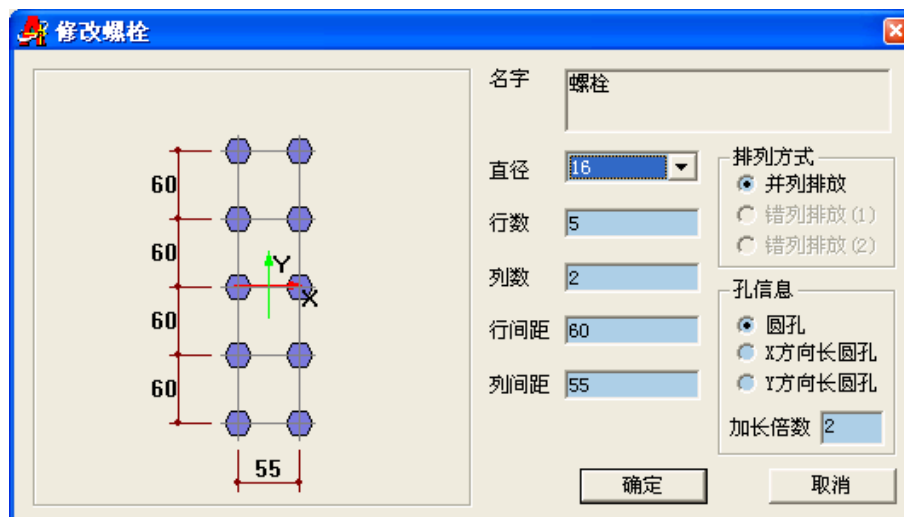 修改螺栓
60
60
60
60
Y
X
55
名字
螺栓
直径
16
行数
5
列数
2
行间距
60
列间距
55
排列方式
并列排放
错列排放(1)
错列排放(2)
孔信息
圆孔
X方向长圆孔
Y方向长圆孔
加长倍数 2
确定
取消